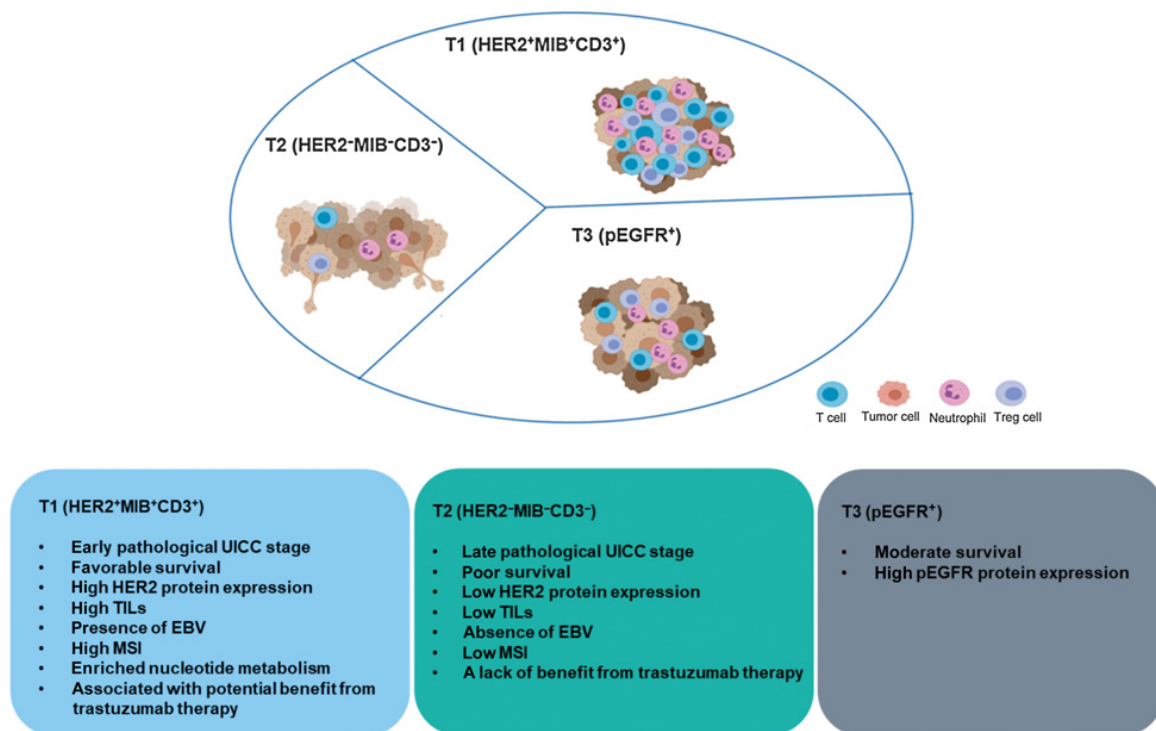 T1 (HER2⁺MIB⁺CD3⁺)
T2 (HER2⁻MIB⁻CD3⁻)
T3 (pEGFR⁺)
T cell
Tumor cell
Neutrophil
Treg cell
T1 (HER2⁺MIB⁺CD3⁺)
• Early pathological UICC stage
• Favorable survival
• High HER2 protein expression
• High TILs
• Presence of EBV
• High MSI
• Enriched nucleotide metabolism
• Associated with potential benefit from
trastuzumab therapy
T2 (HER2⁻MIB⁻CD3⁻)
• Late pathological UICC stage
• Poor survival
• Low HER2 protein expression
• Low TILs
• Absence of EBV
• Low MSI
• A lack of benefit from trastuzumab therapy
T3 (pEGFR⁺)
• Moderate survival
• High pEGFR protein expression